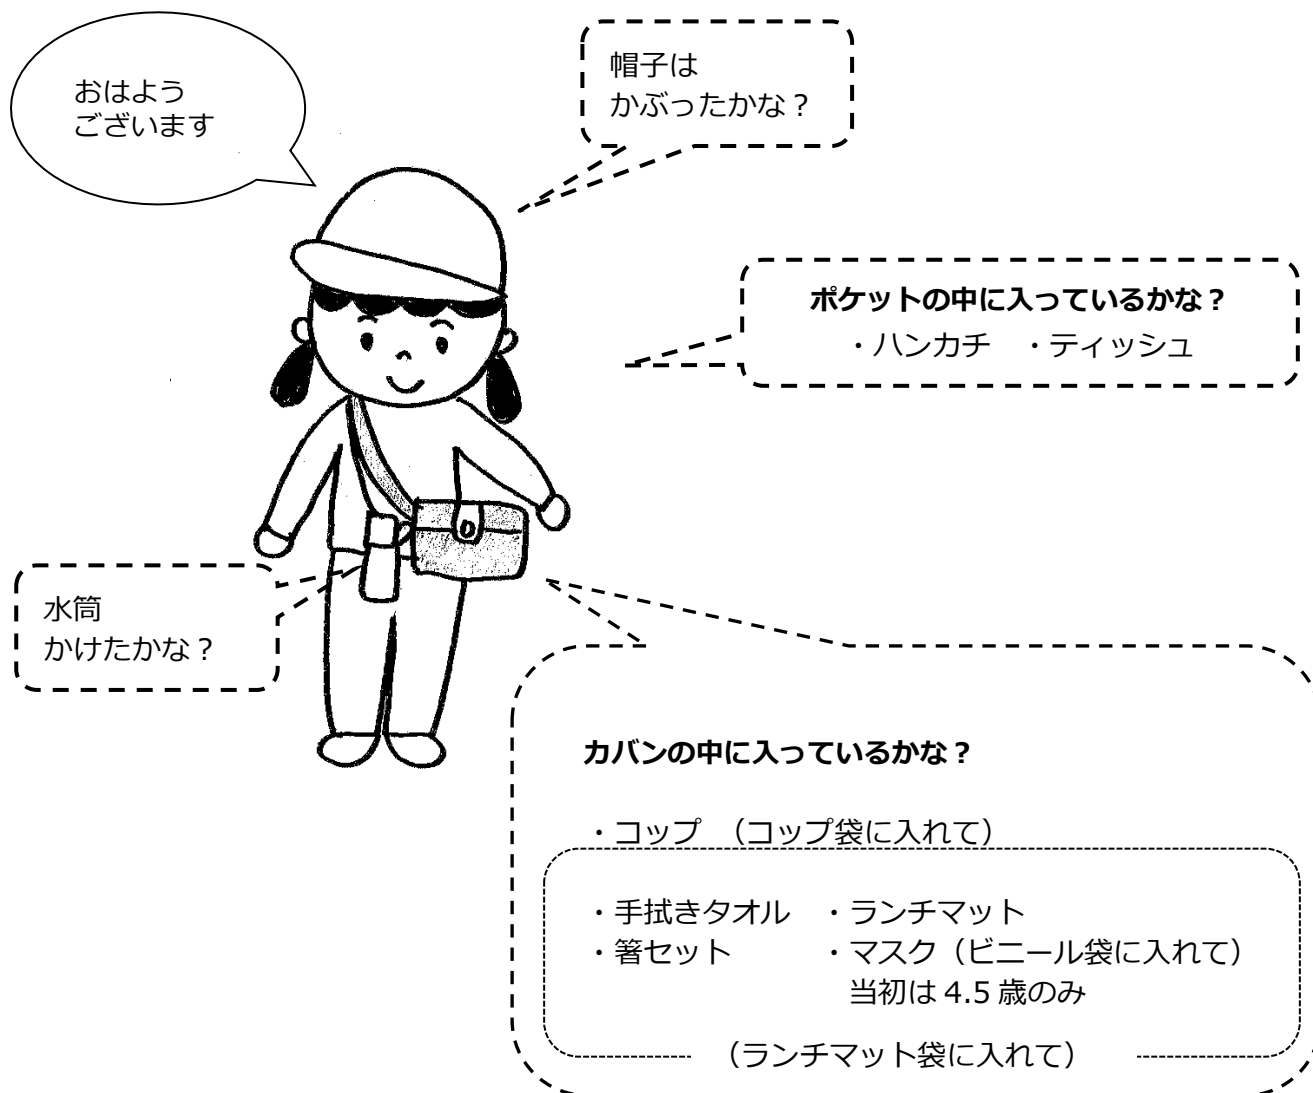 おはよう
ございます
帽子は
かぶったかな？
ポケットの中に入っているかな？
・ハンカチ　・ティッシュ
水筒
かけたかな？
カバンの中に入っているかな？
・コップ　（コップ袋に入れて）
・手拭きタオル　・ランチマット
・箸セット　・マスク（ビニール袋に入れて）
当初は 4.5 歳のみ
（ランチマット袋に入れて）